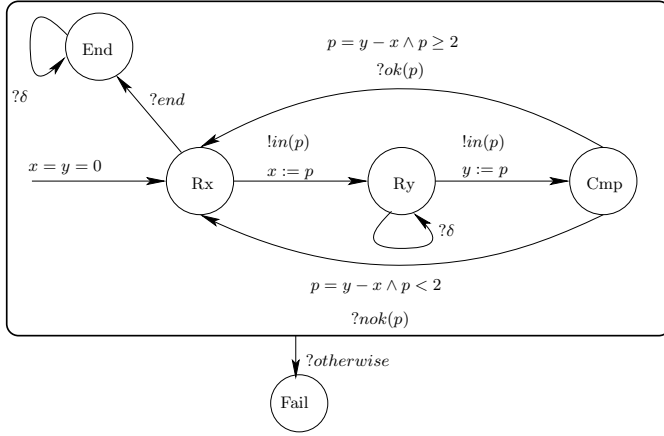 End
p = y − x ∧ p ≥ 2
?ok(p)
?δ
?end
!in(p)
!in(p)
x = y = 0
x := p
y := p
Rx
Ry
Cmp
?δ
p = y − x ∧ p < 2
?nok(p)
?otherwise
Fail